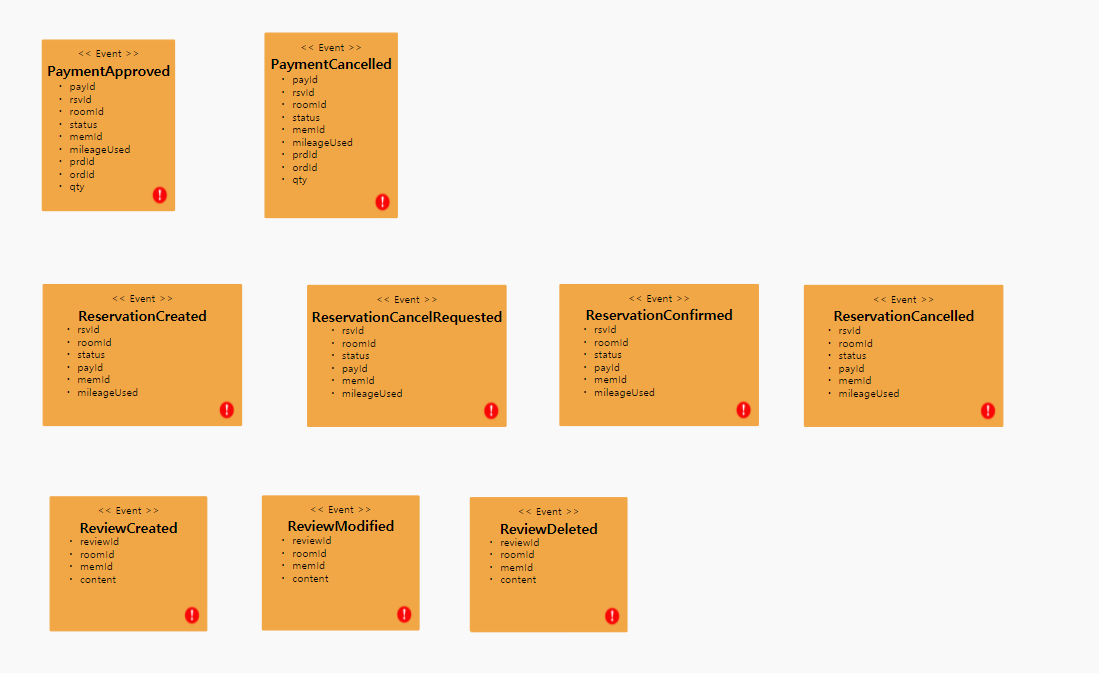 << Event >>
PaymentApproved
· payId
· rsvId
· roomId
· status
· memId
· mileageUsed
· prdId
· ordId
· qty
<< Event >>
PaymentCancelled
· payId
· rsvId
· roomId
· status
· memId
· mileageUsed
· prdId
· ordId
· qty
<< Event >>
ReservationCreated
· rsvId
· roomId
· status
· payId
· memId
· mileageUsed
<< Event >>
ReservationCancelRequested
· rsvId
· roomId
· status
· payId
· memId
· mileageUsed
<< Event >>
ReservationConfirmed
· rsvId
· roomId
· status
· payId
· memId
· mileageUsed
<< Event >>
ReservationCancelled
· rsvId
· roomId
· status
· payId
· memId
· mileageUsed
<< Event >>
ReviewCreated
· reviewId
· roomId
· memId
· content
<< Event >>
ReviewModified
· reviewId
· roomId
· memId
· content
<< Event >>
ReviewDeleted
· reviewId
· roomId
· memId
· content